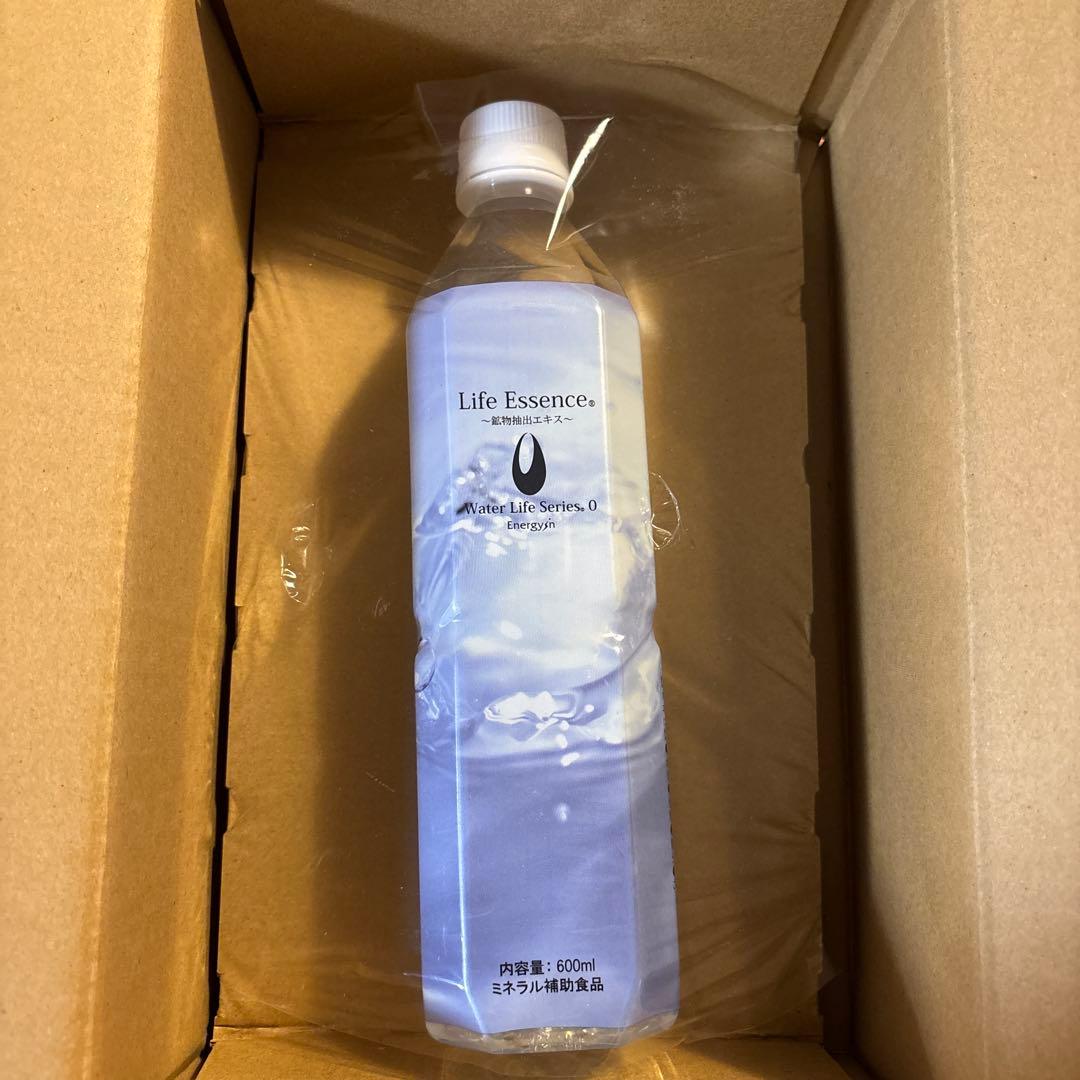 Life Essence®
～鉱物抽出エキス～
Water Life Series® 0
Energysin
内容量：600ml
ミネラル補助食品